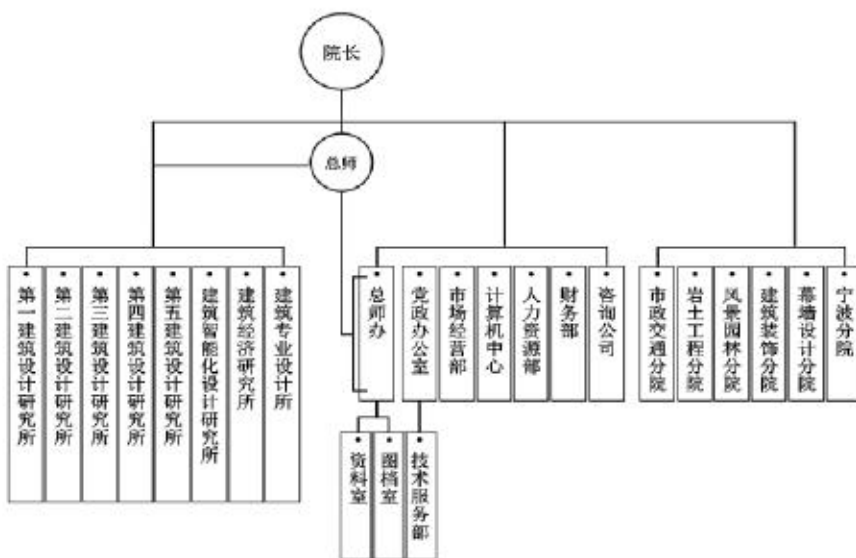 院长
总师
第一建筑设计研究所
第二建筑设计研究所
第三建筑设计研究所
第四建筑设计研究所
第五建筑设计研究所
建筑智能化设计研究所
建筑经济研究所
建筑专业设计所
总师办
党政办公室
市场经营部
计算机中心
人力资源部
财务部
咨询公司
市政交通分院
岩土工程分院
风景园林分院
建筑装饰分院
幕墙设计分院
宁波分院
资料室
图档室
技术服务部